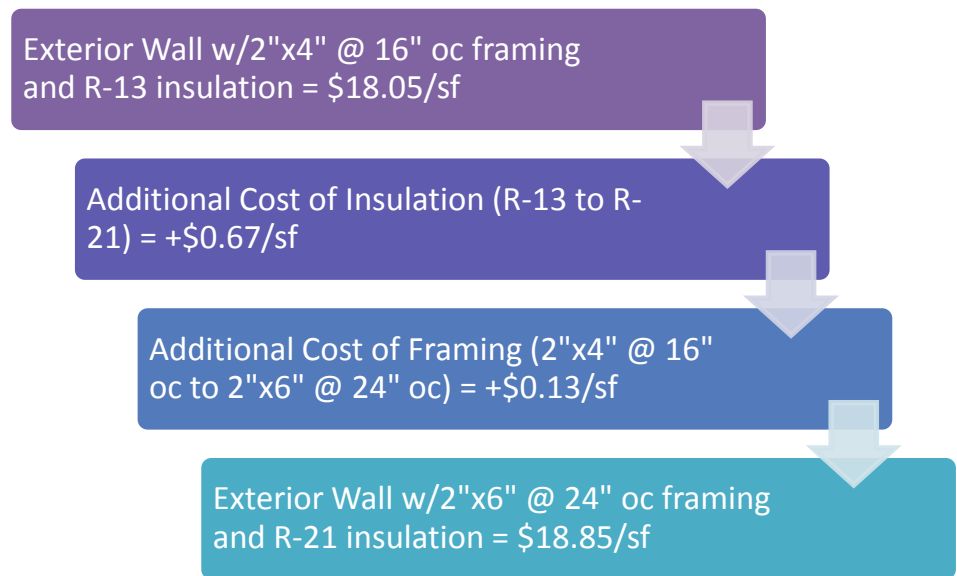 Exterior Wall w/2"x4" @ 16" oc framing
and R-13 insulation = $18.05/sf
Additional Cost of Insulation (R-13 to R-
21) = +$0.67/sf
Additional Cost of Framing (2"x4" @ 16"
oc to 2"x6" @ 24" oc) = +$0.13/sf
Exterior Wall w/2"x6" @ 24" oc framing
and R-21 insulation = $18.85/sf